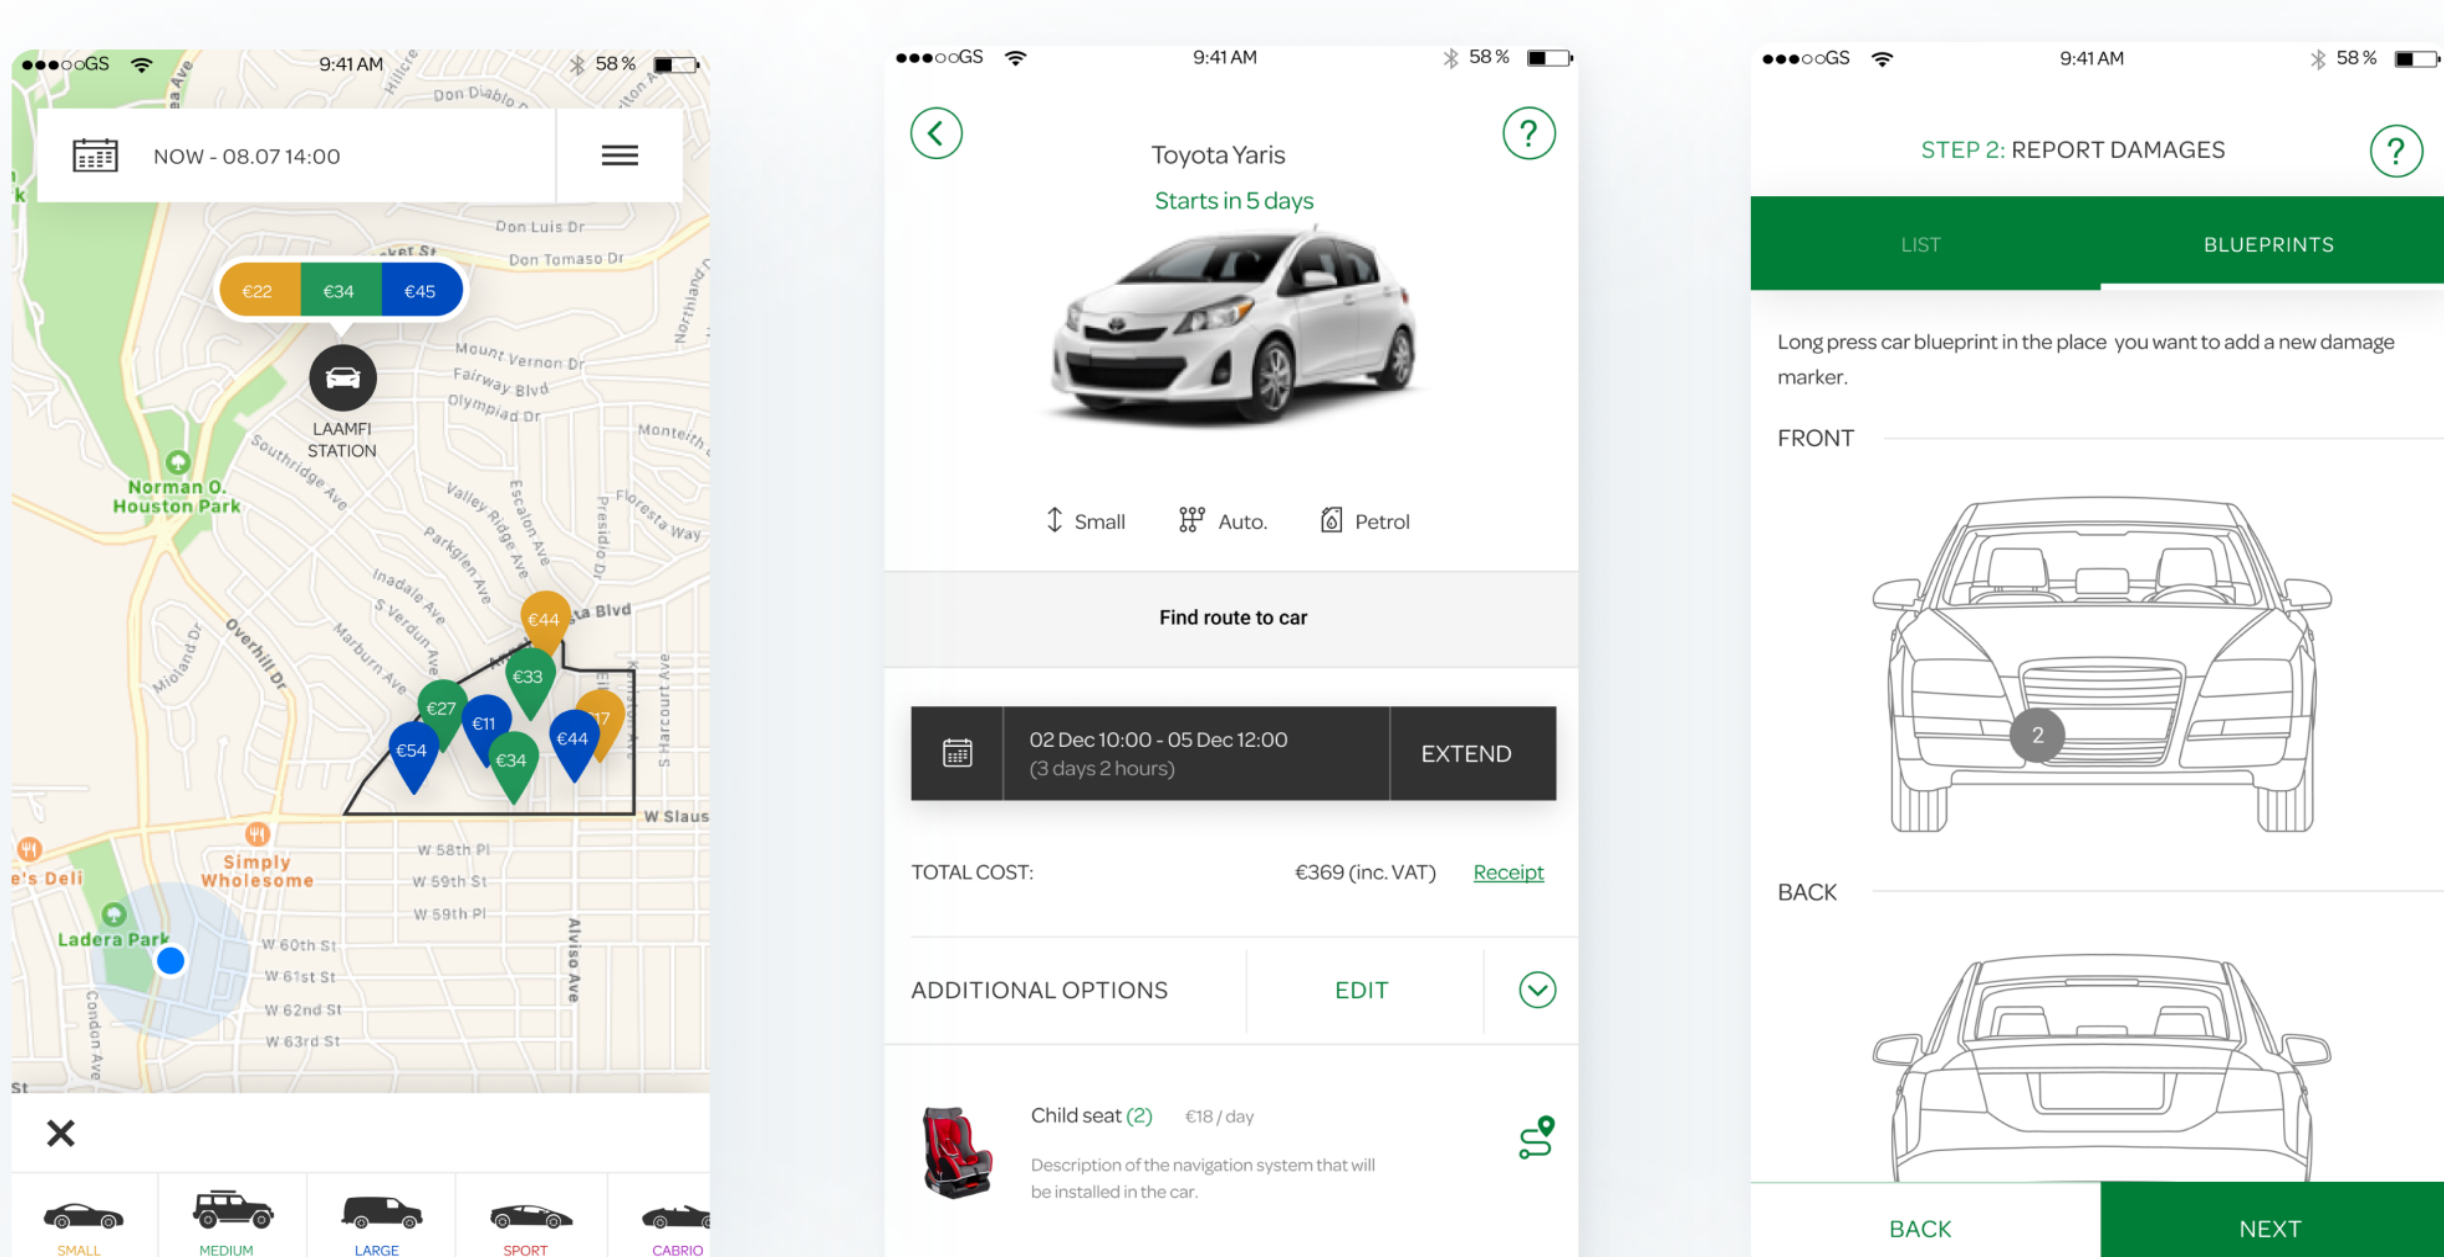 GS 9:41 AM 58 %
ea Ave
Don Diablo
NOW - 08.07 14:00
k
Don Luis Dr
Don Tomaso Dr
€22 €34 €45
Mount Vernon Dr
Fairway Blvd
Olympiad Dr
LAAMFI
STATION
Southridge Ave
Norman O.
Houston Park
Valley Ridge Ave
Escalon Ave
Presidio Dr
Floresta Way
Parkglen Ave
Inadale Ave
S Verdun Ave
Marburn Ave
Overhill Dr
Mioland Dr
€44
ta Blvd
€33
€27
€11
€17
€44
€54
€34
S Harcourt Ave
W Slaus
W 58th Pl
Simply
Wholesome
e's Deli
W 59th St
W 59th Pl
Alviso Ave
Ladera Park
W 60th St
W 61st St
W 62nd St
W 63rd St
Condon Ave
St
SMALL MEDIUM LARGE SPORT CABRIO
GS 9:41 AM 58 %
?
Toyota Yaris
Starts in 5 days
Small Auto. Petrol
Find route to car
02 Dec 10:00 - 05 Dec 12:00
(3 days 2 hours)
EXTEND
TOTAL COST: €369 (inc. VAT) Receipt
ADDITIONAL OPTIONS EDIT
Child seat (2) €18 / day
Description of the navigation system that will
be installed in the car.
GS 9:41 AM 58 %
STEP 2: REPORT DAMAGES ?
LIST BLUEPRINTS
Long press car blueprint in the place you want to add a new damage
marker.
FRONT
2
BACK
BACK NEXT